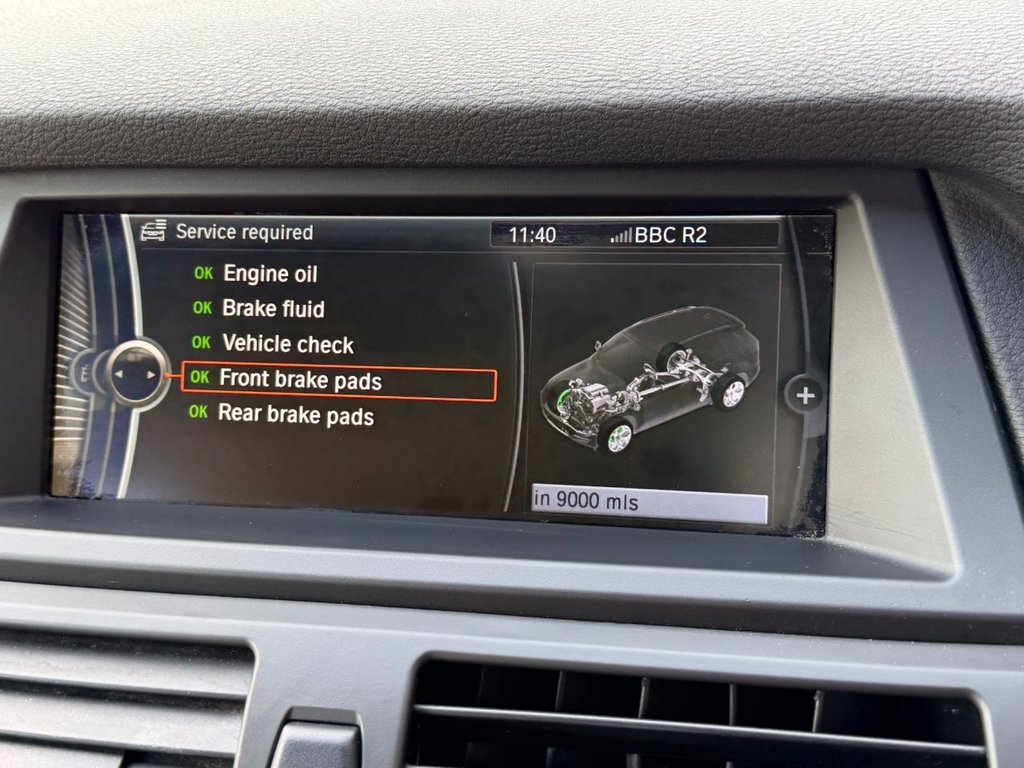 Service required
11:40 BBC R2
OK Engine oil
OK Brake fluid
OK Vehicle check
OK Front brake pads
OK Rear brake pads
in 9000 mls